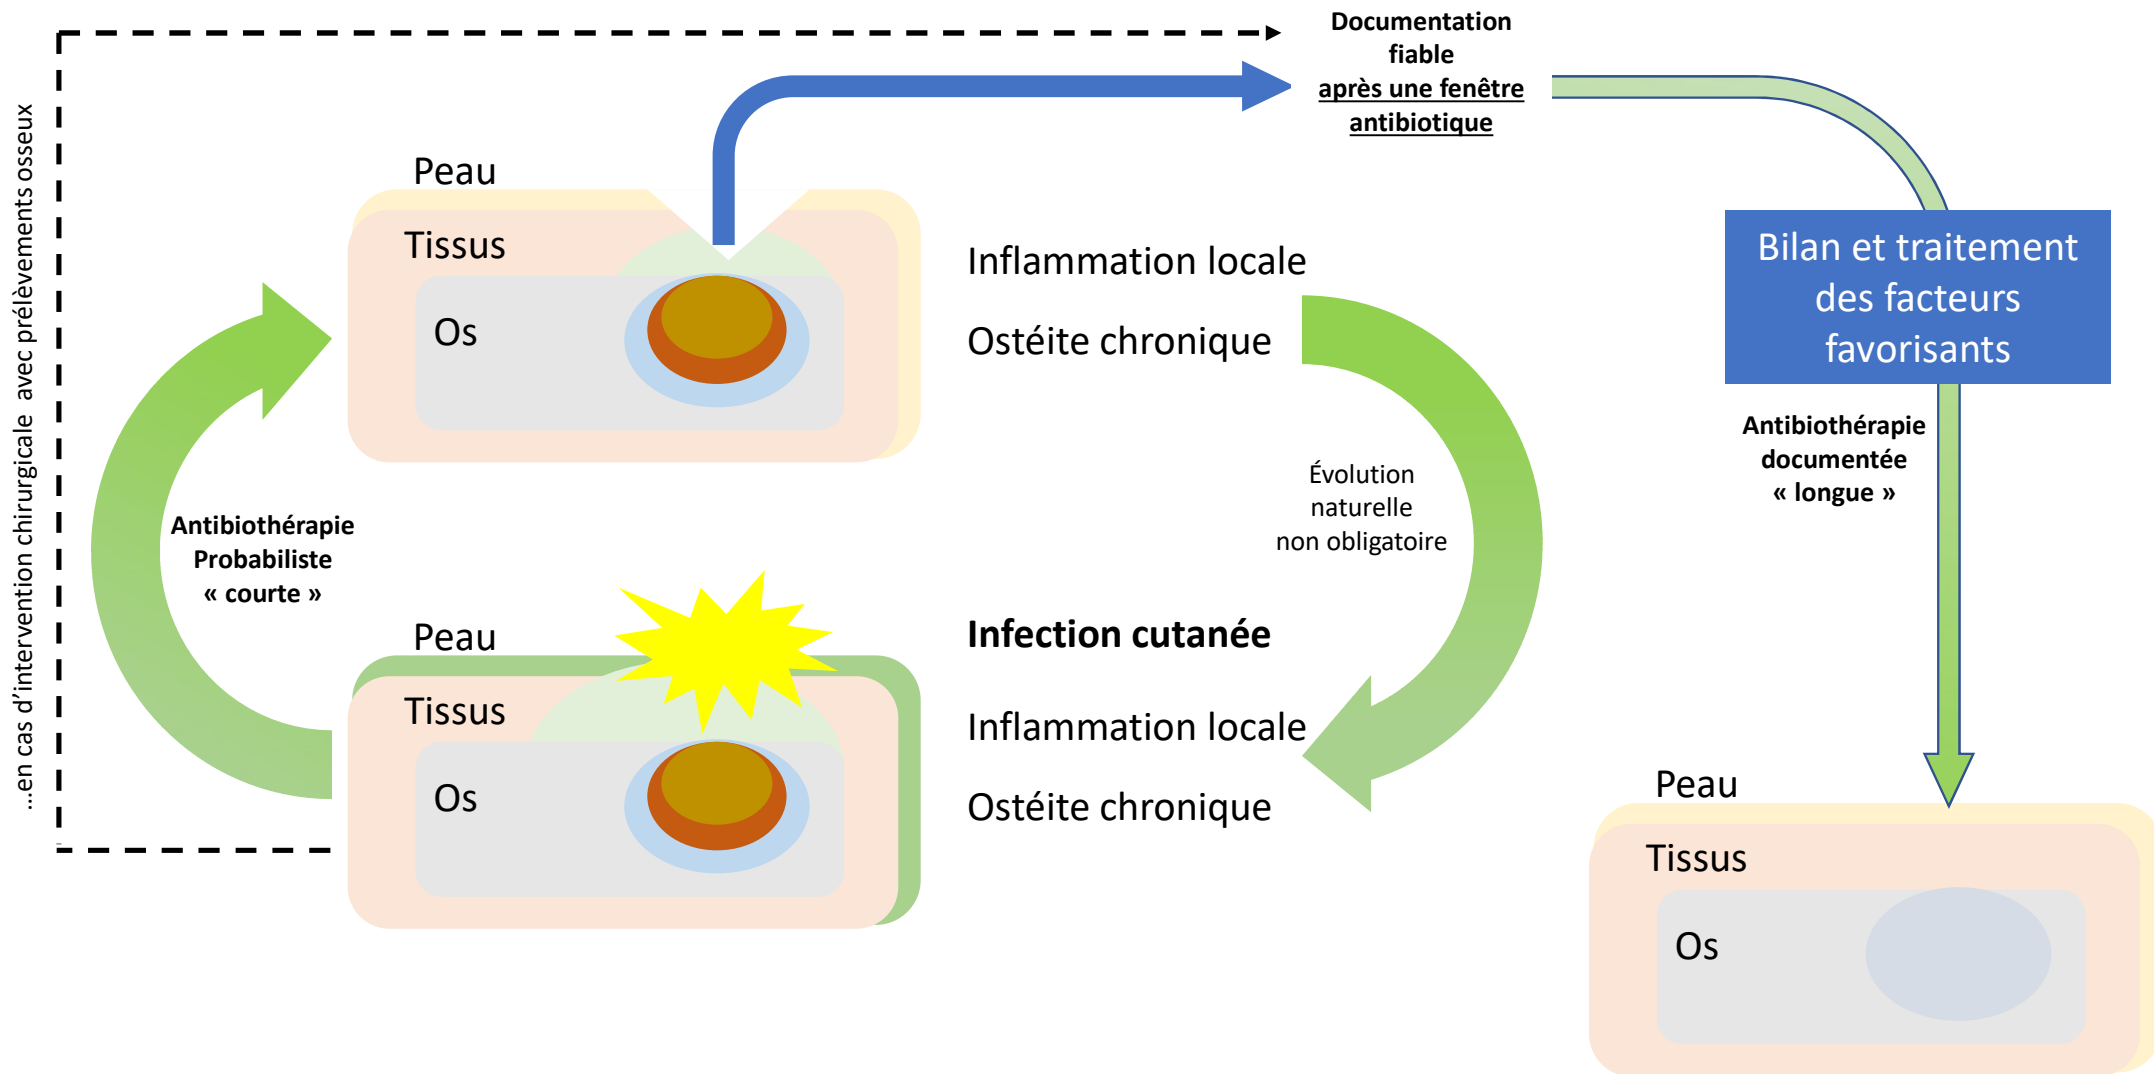 …en cas d'intervention chirurgicale  avec prélèvements osseux
Documentation
fiable
après une fenêtre
antibiotique
Peau
Tissus
Os
Inflammation locale
Ostéite chronique
Bilan et traitement
des facteurs
favorisants
Antibiothérapie
documentée
« longue »
Évolution
naturelle
non obligatoire
Antibiothérapie
Probabiliste
« courte »
Peau
Tissus
Os
Infection cutanée
Inflammation locale
Ostéite chronique
Peau
Tissus
Os